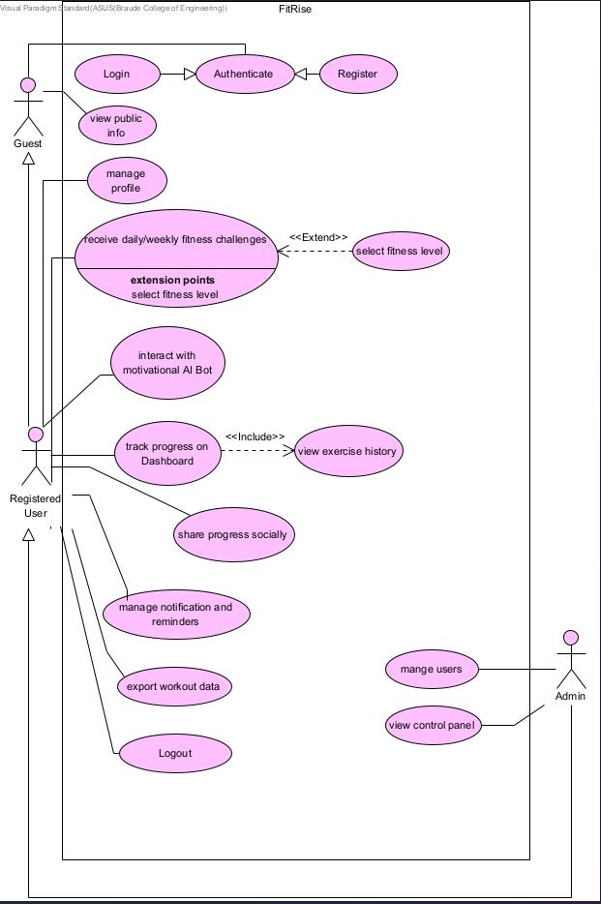 Visual Paradigm Standard(ASUS(Braude College of Engineering))
FitRise
Login
Authenticate
Register
view public
info
Guest
manage
profile
receive daily/weekly fitness challenges
<<Extend>>
select fitness level
extension points
select fitness level
interact with
motivational AI Bot
track progress on
Dashboard
<<Include>>
view exercise history
Registered
User
share progress socially
manage notification and
reminders
mange users
Admin
export workout data
view control panel
Logout